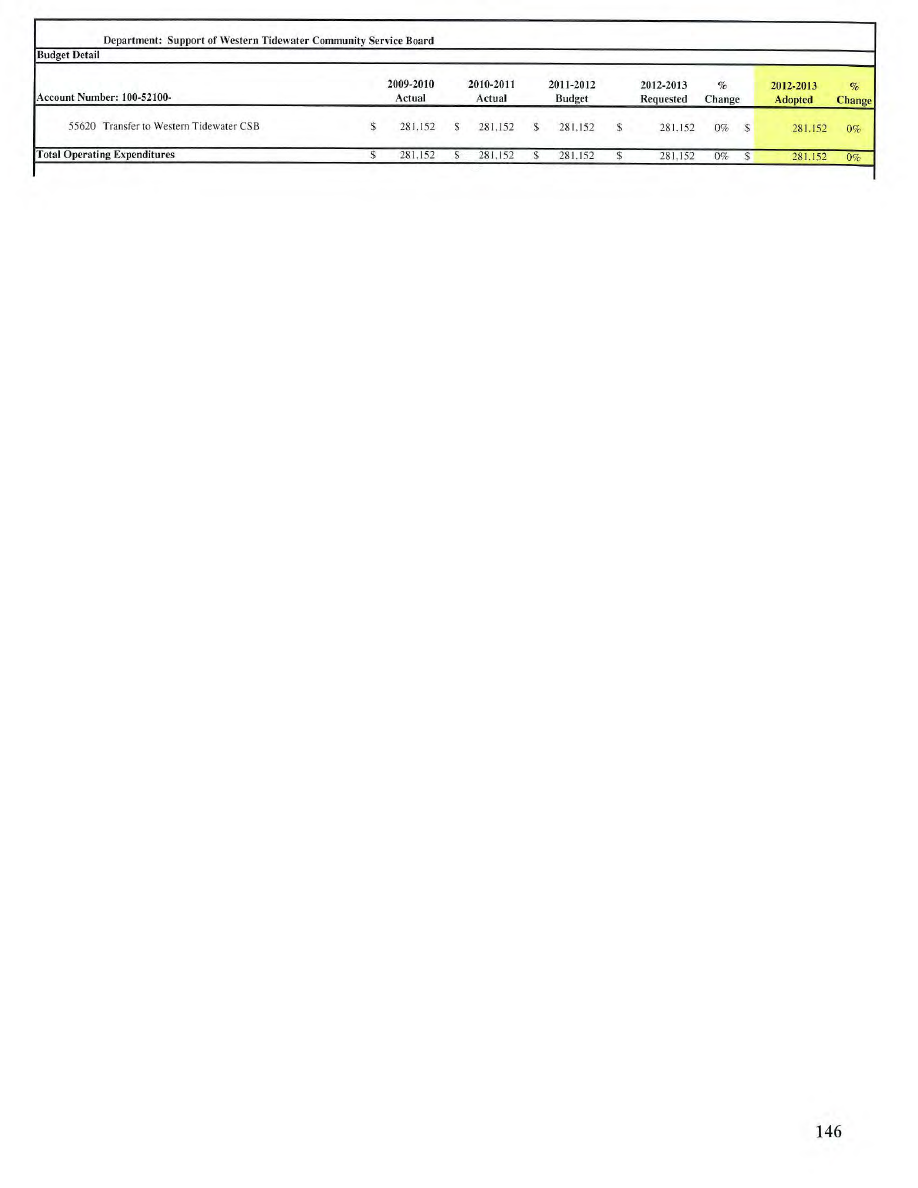 Department: Support of Western Tidewater Community Service Board
Budget Detail
2009-2010 2010-2011 2011-2012 2012-2013 % 2012-2013 %
Account Number: 100-52100- Actual Actual Budget Requested Change Adopted Change
55620 Transfer to Western Tidewater CSB $ 281,152 $ 281,152 $ 281,152 $ 281,152 0% $ 281,152 0%
Total Operating Expenditures $ 281,152 $ 281,152 $ 281,152 $ 281,152 0% $ 281,152 0%
146